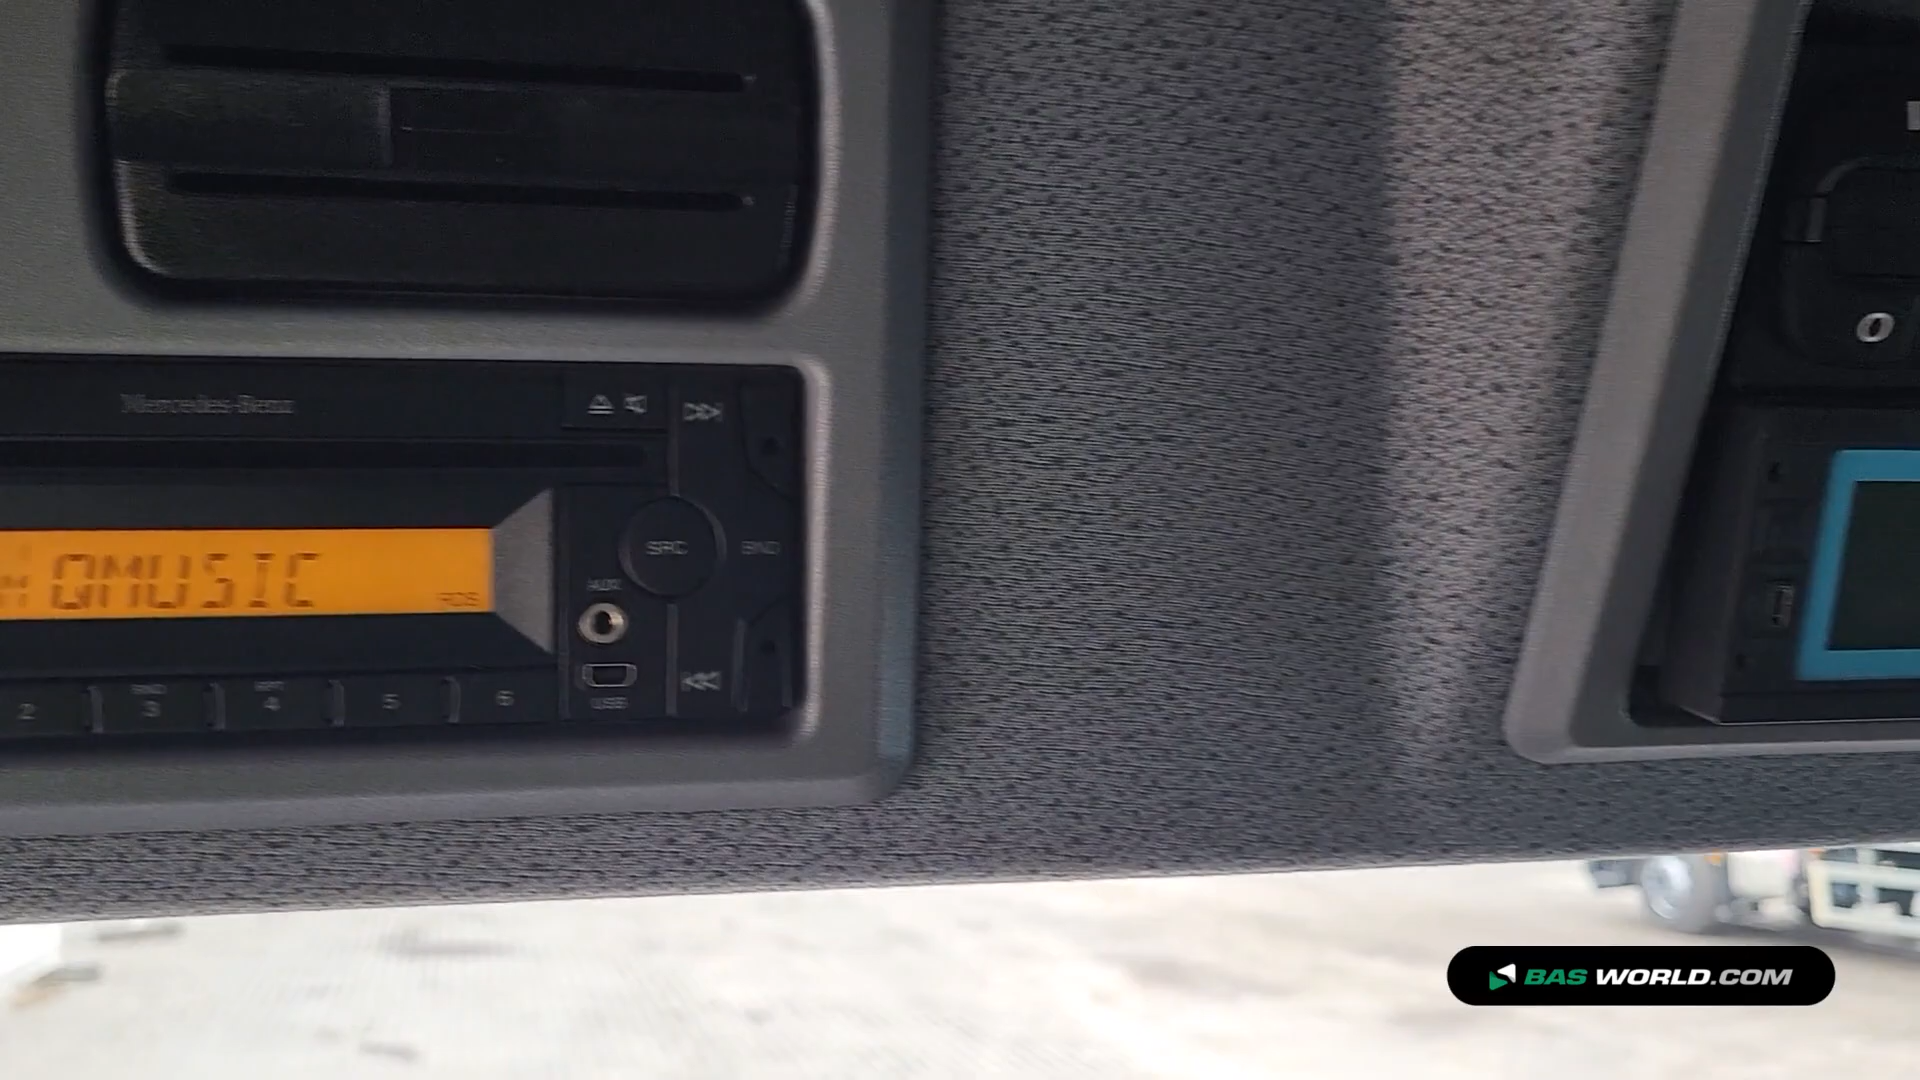 Mercedes-Benz
QMUSIC
RDS
SRC
BND
AUX
USB
2
3
4
5
6
BAS WORLD.COM